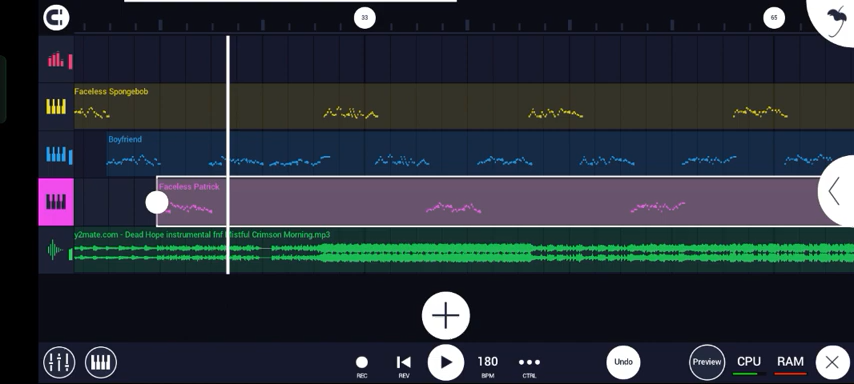 33
65
Faceless Spongebob
Boyfriend
Faceless Patrick
y2mate.com - Dead Hope instrumental fnf Mistful Crimson Morning.mp3
REC
REV
180
BPM
CTRL
Undo
Preview
CPU
RAM